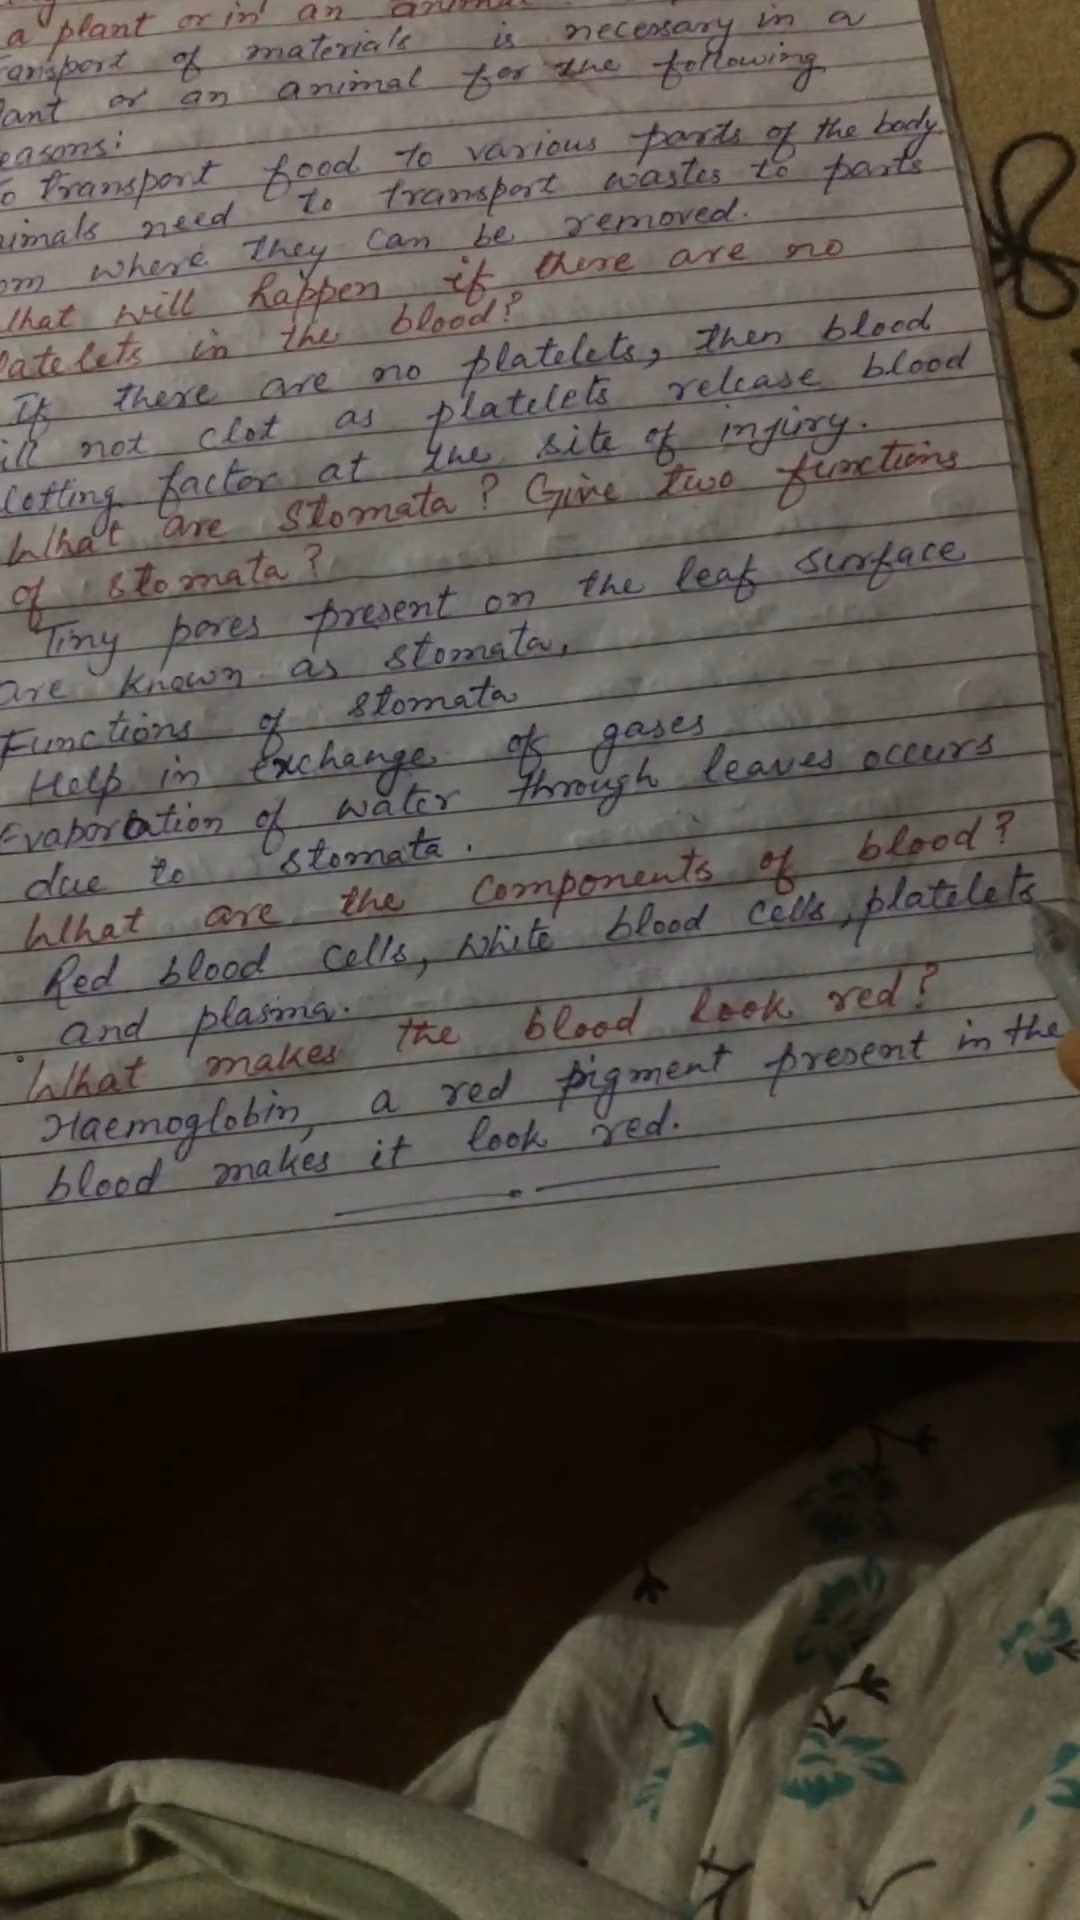 a plant or in an animal
ansport of materials is necessary in a
lant or an animal for the following
easons:
o transport food to various parts of the body.
nimals need to transport wastes to parts
om where they can be removed.
hat will happen if there are no
latelets in the blood?
If there are no platelets, then blood
ill not clot as platelets release blood
lotting factor at the site of injury.
What are stomata? Give two functions
of stomata?
Tiny pores present on the leaf surface
are known as stomata.
Functions of stomata
Help in exchange of gases
Evaporation of water through leaves occurs
due to stomata.
What are the components of blood?
Red blood cells, white blood cells, platelets
and plasma.
What makes the blood look red?
Haemoglobin, a red pigment present in the
blood makes it look red.